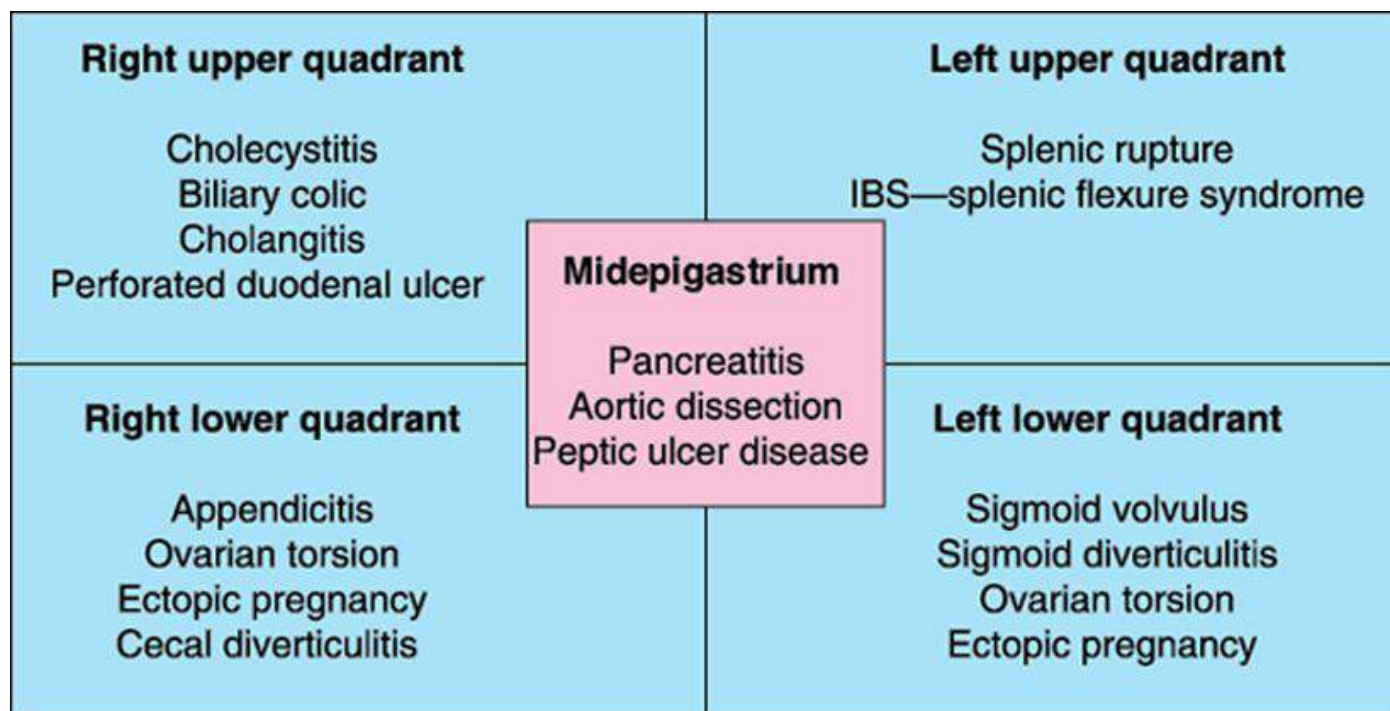 Right upper quadrant
Cholecystitis
Biliary colic
Cholangitis
Perforated duodenal ulcer
Left upper quadrant
Splenic rupture
IBS—splenic flexure syndrome
Midepigastrium
Pancreatitis
Aortic dissection
Peptic ulcer disease
Right lower quadrant
Appendicitis
Ovarian torsion
Ectopic pregnancy
Cecal diverticulitis
Left lower quadrant
Sigmoid volvulus
Sigmoid diverticulitis
Ovarian torsion
Ectopic pregnancy